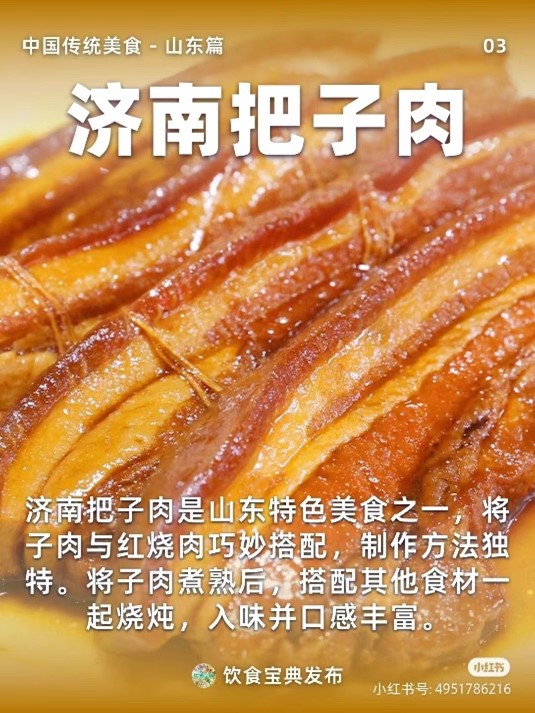 中国传统美食 - 山东篇
03
济南把子肉
济南把子肉是山东特色美食之一，将
子肉与红烧肉巧妙搭配，制作方法独
特。将子肉煮熟后，搭配其他食材一
起烧炖，入味并口感丰富。
饮食宝典发布
小红书
小红书号: 4951786216